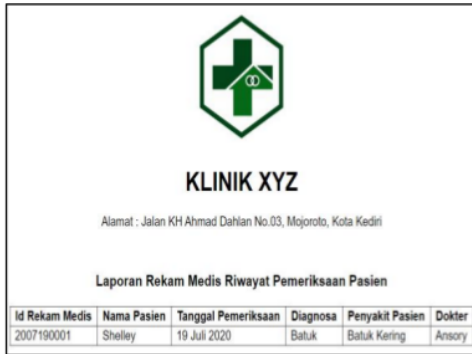 KLINIK XYZ
Alamat : Jalan KH Ahmad Dahlan No.03, Mojoroto, Kota Kediri
Laporan Rekam Medis Riwayat Pemeriksaan Pasien
Id Rekam Medis Nama Pasien Tanggal Pemeriksaan Diagnosa Penyakit Pasien Dokter
2007190001 Shelley 19 Juli 2020 Batuk Batuk Kering Ansory